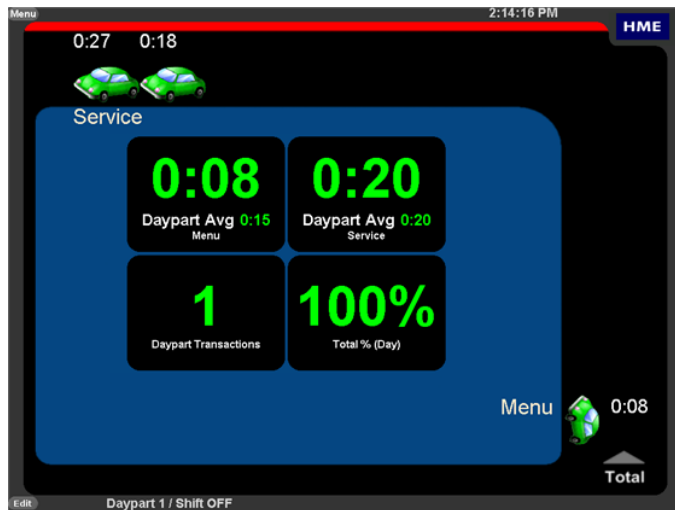 Menu
2:14:16 PM
HME
0:27 0:18
Service
0:08
Daypart Avg 0:15
Menu
0:20
Daypart Avg 0:20
Service
1
Daypart Transactions
100%
Total % (Day)
Menu 0:08
Total
Edit
Daypart 1 / Shift OFF